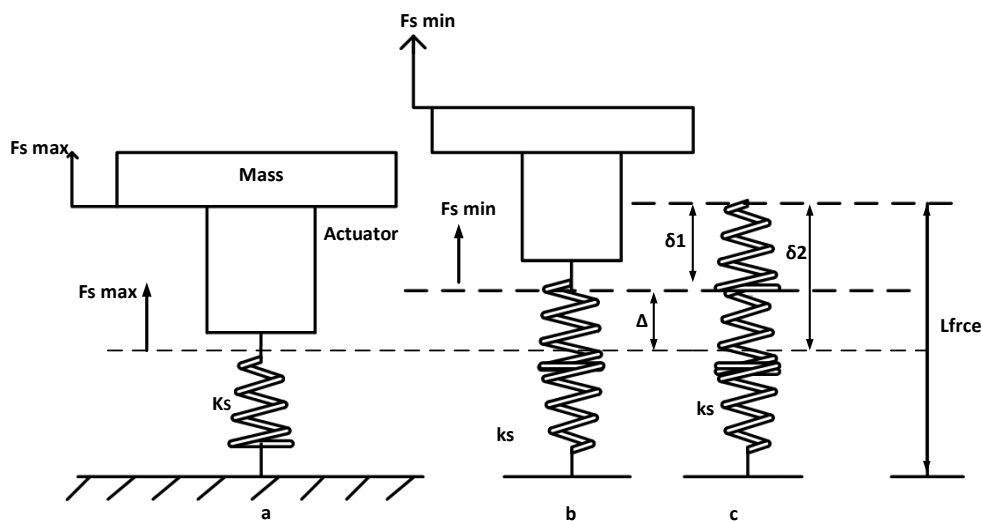 Fs min
Fs max
Mass
Fs min
Actuator
δ1
δ2
Fs max
Δ
Lfrce
Ks
ks
ks
a
b
c